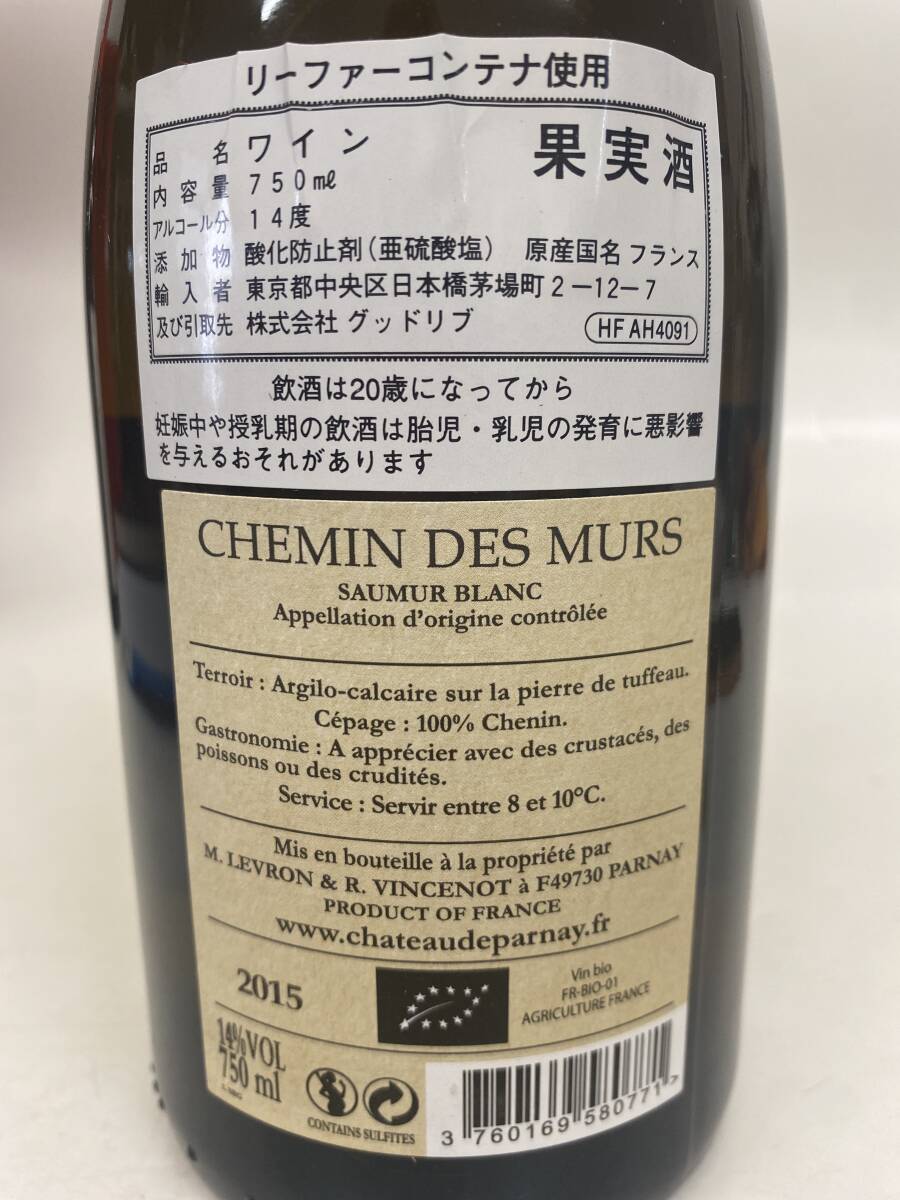 リーファーコンテナ使用
品名 ワイン 果実酒
内容量 750㎖
アルコール分 14度
添加物 酸化防止剤(亜硫酸塩) 原産国名 フランス
輸入者 東京都中央区日本橋茅場町2-12-7
及び引取先 株式会社 グッドリブ HF AH4091
飲酒は20歳になってから
妊娠中や授乳期の飲酒は胎児・乳児の発育に悪影響
を与えるおそれがあります
CHEMIN DES MURS
SAUMUR BLANC
Appellation d'origine contrôlée
Terroir : Argilo-calcaire sur la pierre de tuffeau.
Cépage : 100% Chenin.
Gastronomie : A apprécier avec des crustacés, des
poissons ou des crudités.
Service : Servir entre 8 et 10°C.
Mis en bouteille à la propriété par
M. LEVRON & R. VINCENOT à F49730 PARNAY
PRODUCT OF FRANCE
www.chateaudeparnay.fr
2015
Vin bio
FR-BIO-01
AGRICULTURE FRANCE
14%VOL
750 ml
CONTAINS SULFITES
3 760169 580771 >